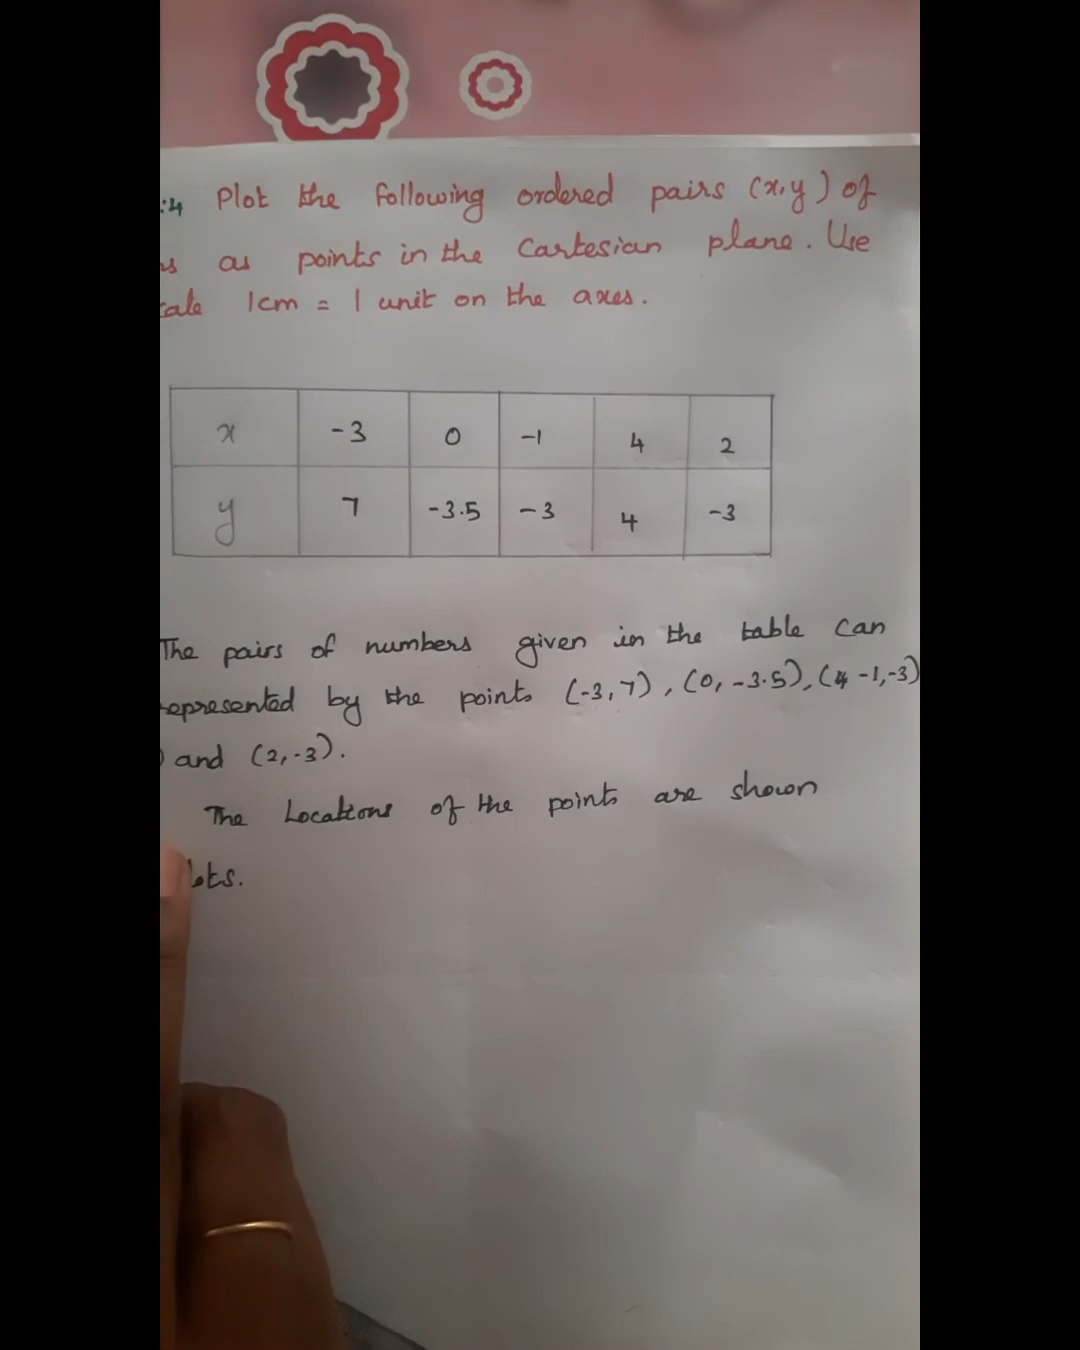 :4 Plot the following ordered pairs (x,y) of
as points in the Cartesian plane. Use
1cm = 1 unit on the axes.
x -3 0 -1 4 2
y 7 -3.5 -3 4 -3
The pairs of numbers given in the table can
represented by the points (-3,7), (0, -3.5), (4 -1,-3)
) and (2,-3).
The Locations of the points are shown